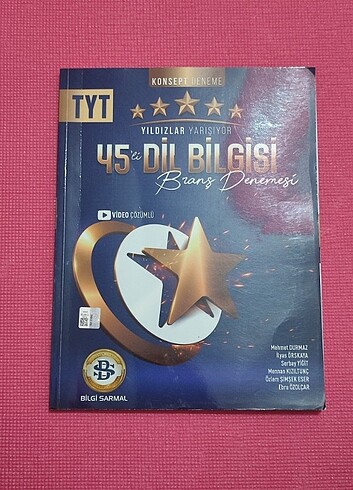 KONSEPT DENEME
TYT
YILDIZLAR YARIŞIYOR
45'li DİL BİLGİSİ
Branş Denemesi
VİDEO ÇÖZÜMLÜ
Mehmet DURMAZ
İlyas ÖRSKAYA
Serbay YİĞİT
Mennan KIZILTUNÇ
Özlem ŞİMŞEK ESER
Ebru ÖZOLÇAR
BİLGİ SARMAL